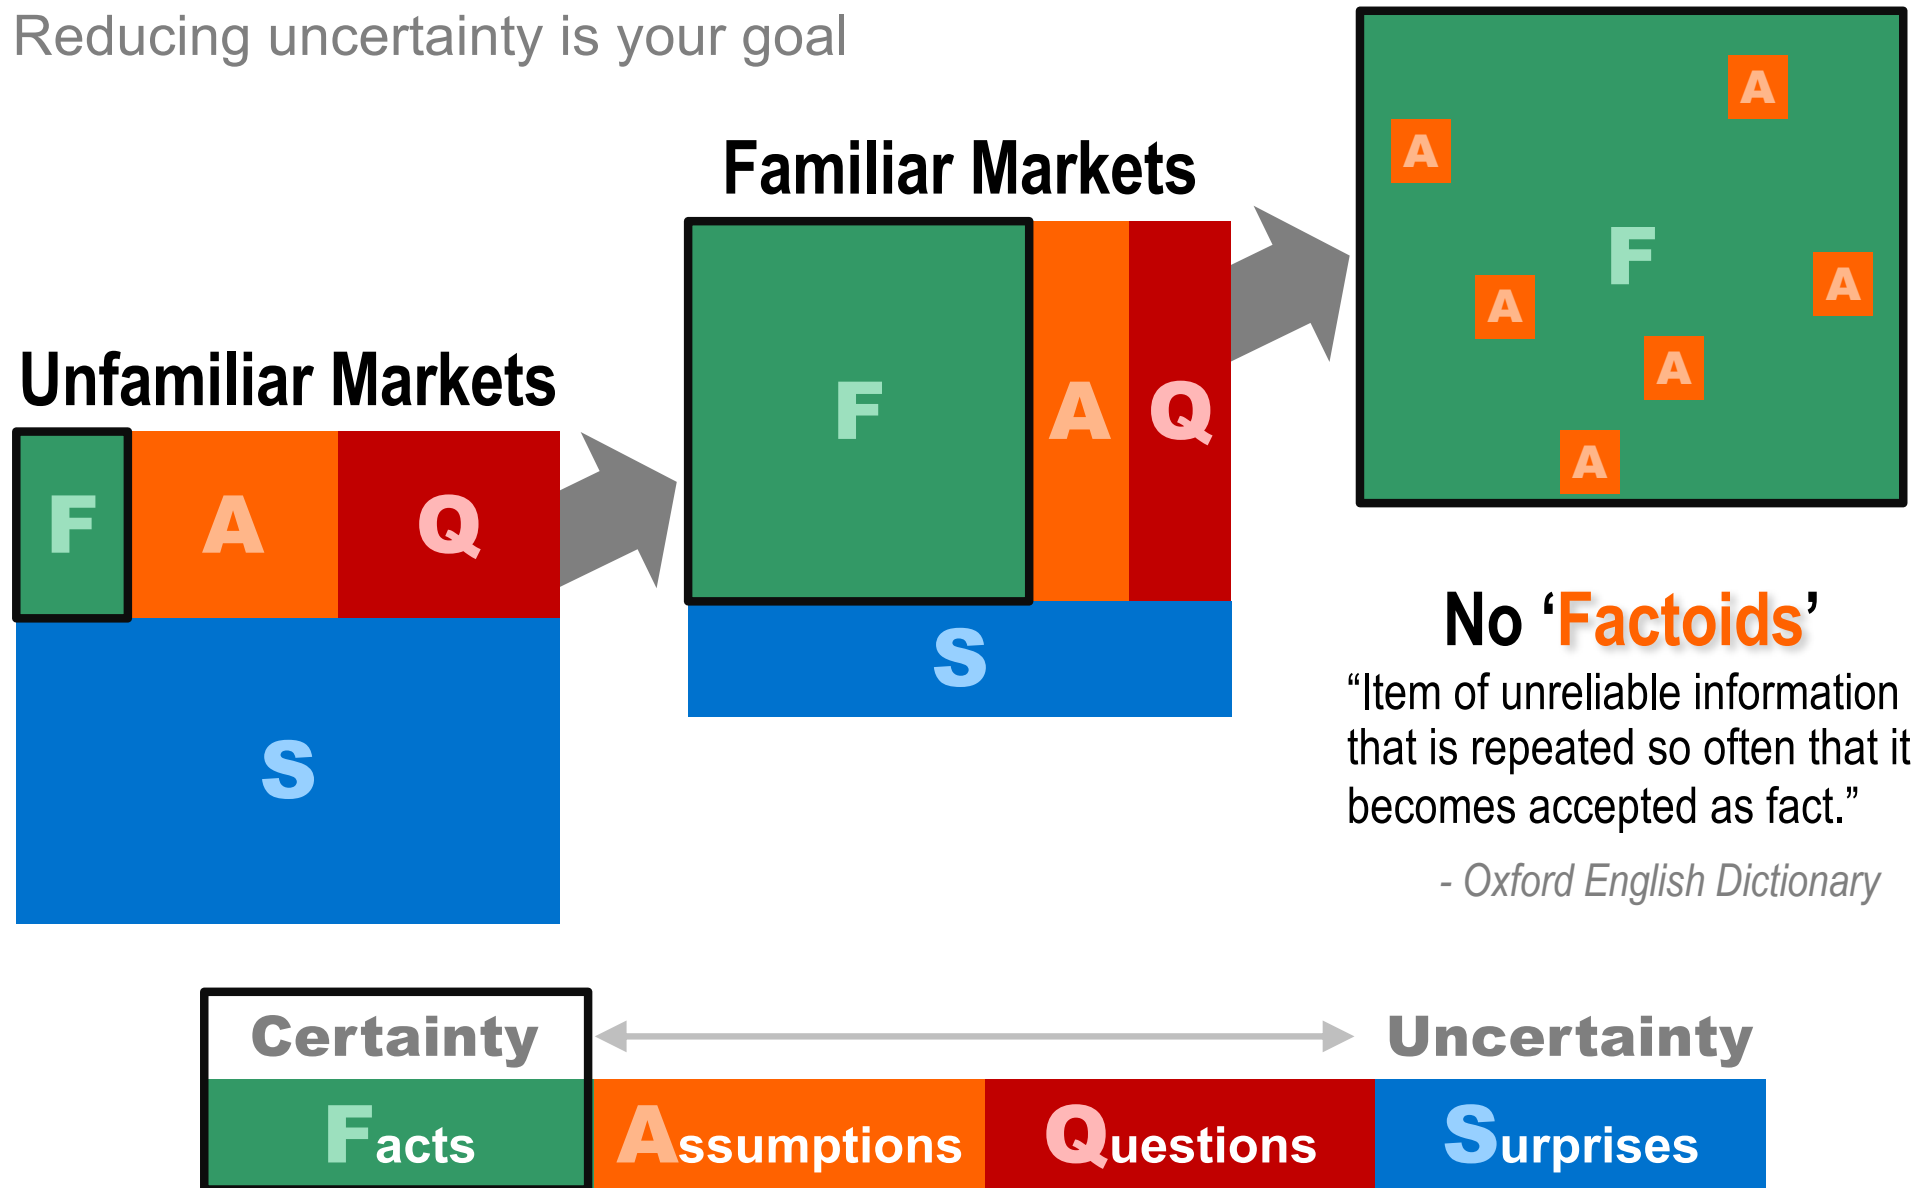 Reducing uncertainty is your goal
Unfamiliar Markets
F A Q
S
Familiar Markets
F A Q
S
A
A
F
A
A
A
A
No ‘Factoids’
“Item of unreliable information
that is repeated so often that it
becomes accepted as fact.”
- Oxford English Dictionary
Certainty Uncertainty
Facts Assumptions Questions Surprises